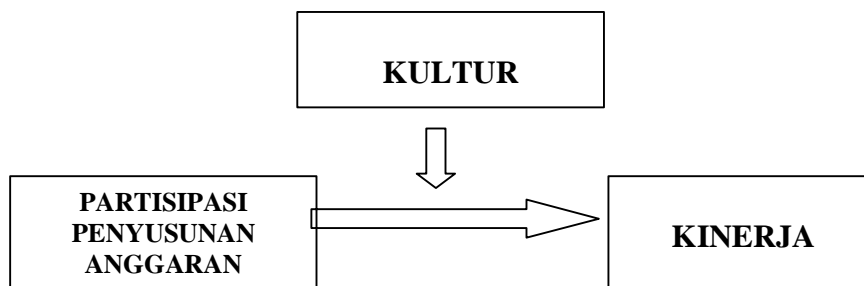 KULTUR
PARTISIPASI
PENYUSUNAN
ANGGARAN
KINERJA